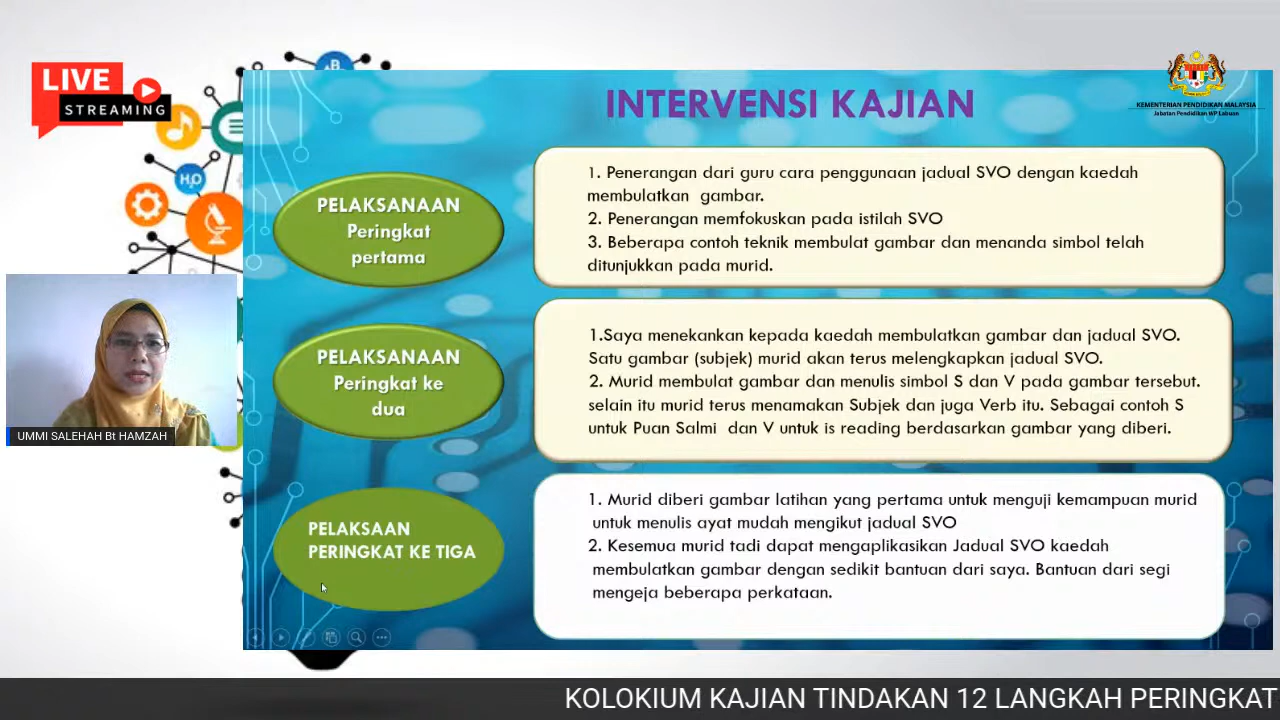 LIVE
STREAMING
B
H₂O
INTERVENSI KAJIAN
KEMENTERIAN PENDIDIKAN MALAYSIA
Jabatan Pendidikan WP Labuan
PELAKSANAAN
Peringkat
pertama
1. Penerangan dari guru cara penggunaan jadual SVO dengan kaedah
membulatkan gambar.
2. Penerangan memfokuskan pada istilah SVO
3. Beberapa contoh teknik membulat gambar dan menanda simbol telah
ditunjukkan pada murid.
PELAKSANAAN
Peringkat ke
dua
1.Saya menekankan kepada kaedah membulatkan gambar dan jadual SVO.
Satu gambar (subjek) murid akan terus melengkapkan jadual SVO.
2. Murid membulat gambar dan menulis simbol S dan V pada gambar tersebut.
selain itu murid terus menamakan Subjek dan juga Verb itu. Sebagai contoh S
untuk Puan Salmi dan V untuk is reading berdasarkan gambar yang diberi.
UMMI SALEHAH Bt HAMZAH
PELAKSAAN
PERINGKAT KE TIGA
1. Murid diberi gambar latihan yang pertama untuk menguji kemampuan murid
untuk menulis ayat mudah mengikut jadual SVO
2. Kesemua murid tadi dapat mengaplikasikan Jadual SVO kaedah
membulatkan gambar dengan sedikit bantuan dari saya. Bantuan dari segi
mengeja beberapa perkataan.
KOLOKIUM KAJIAN TINDAKAN 12 LANGKAH PERINGKAT